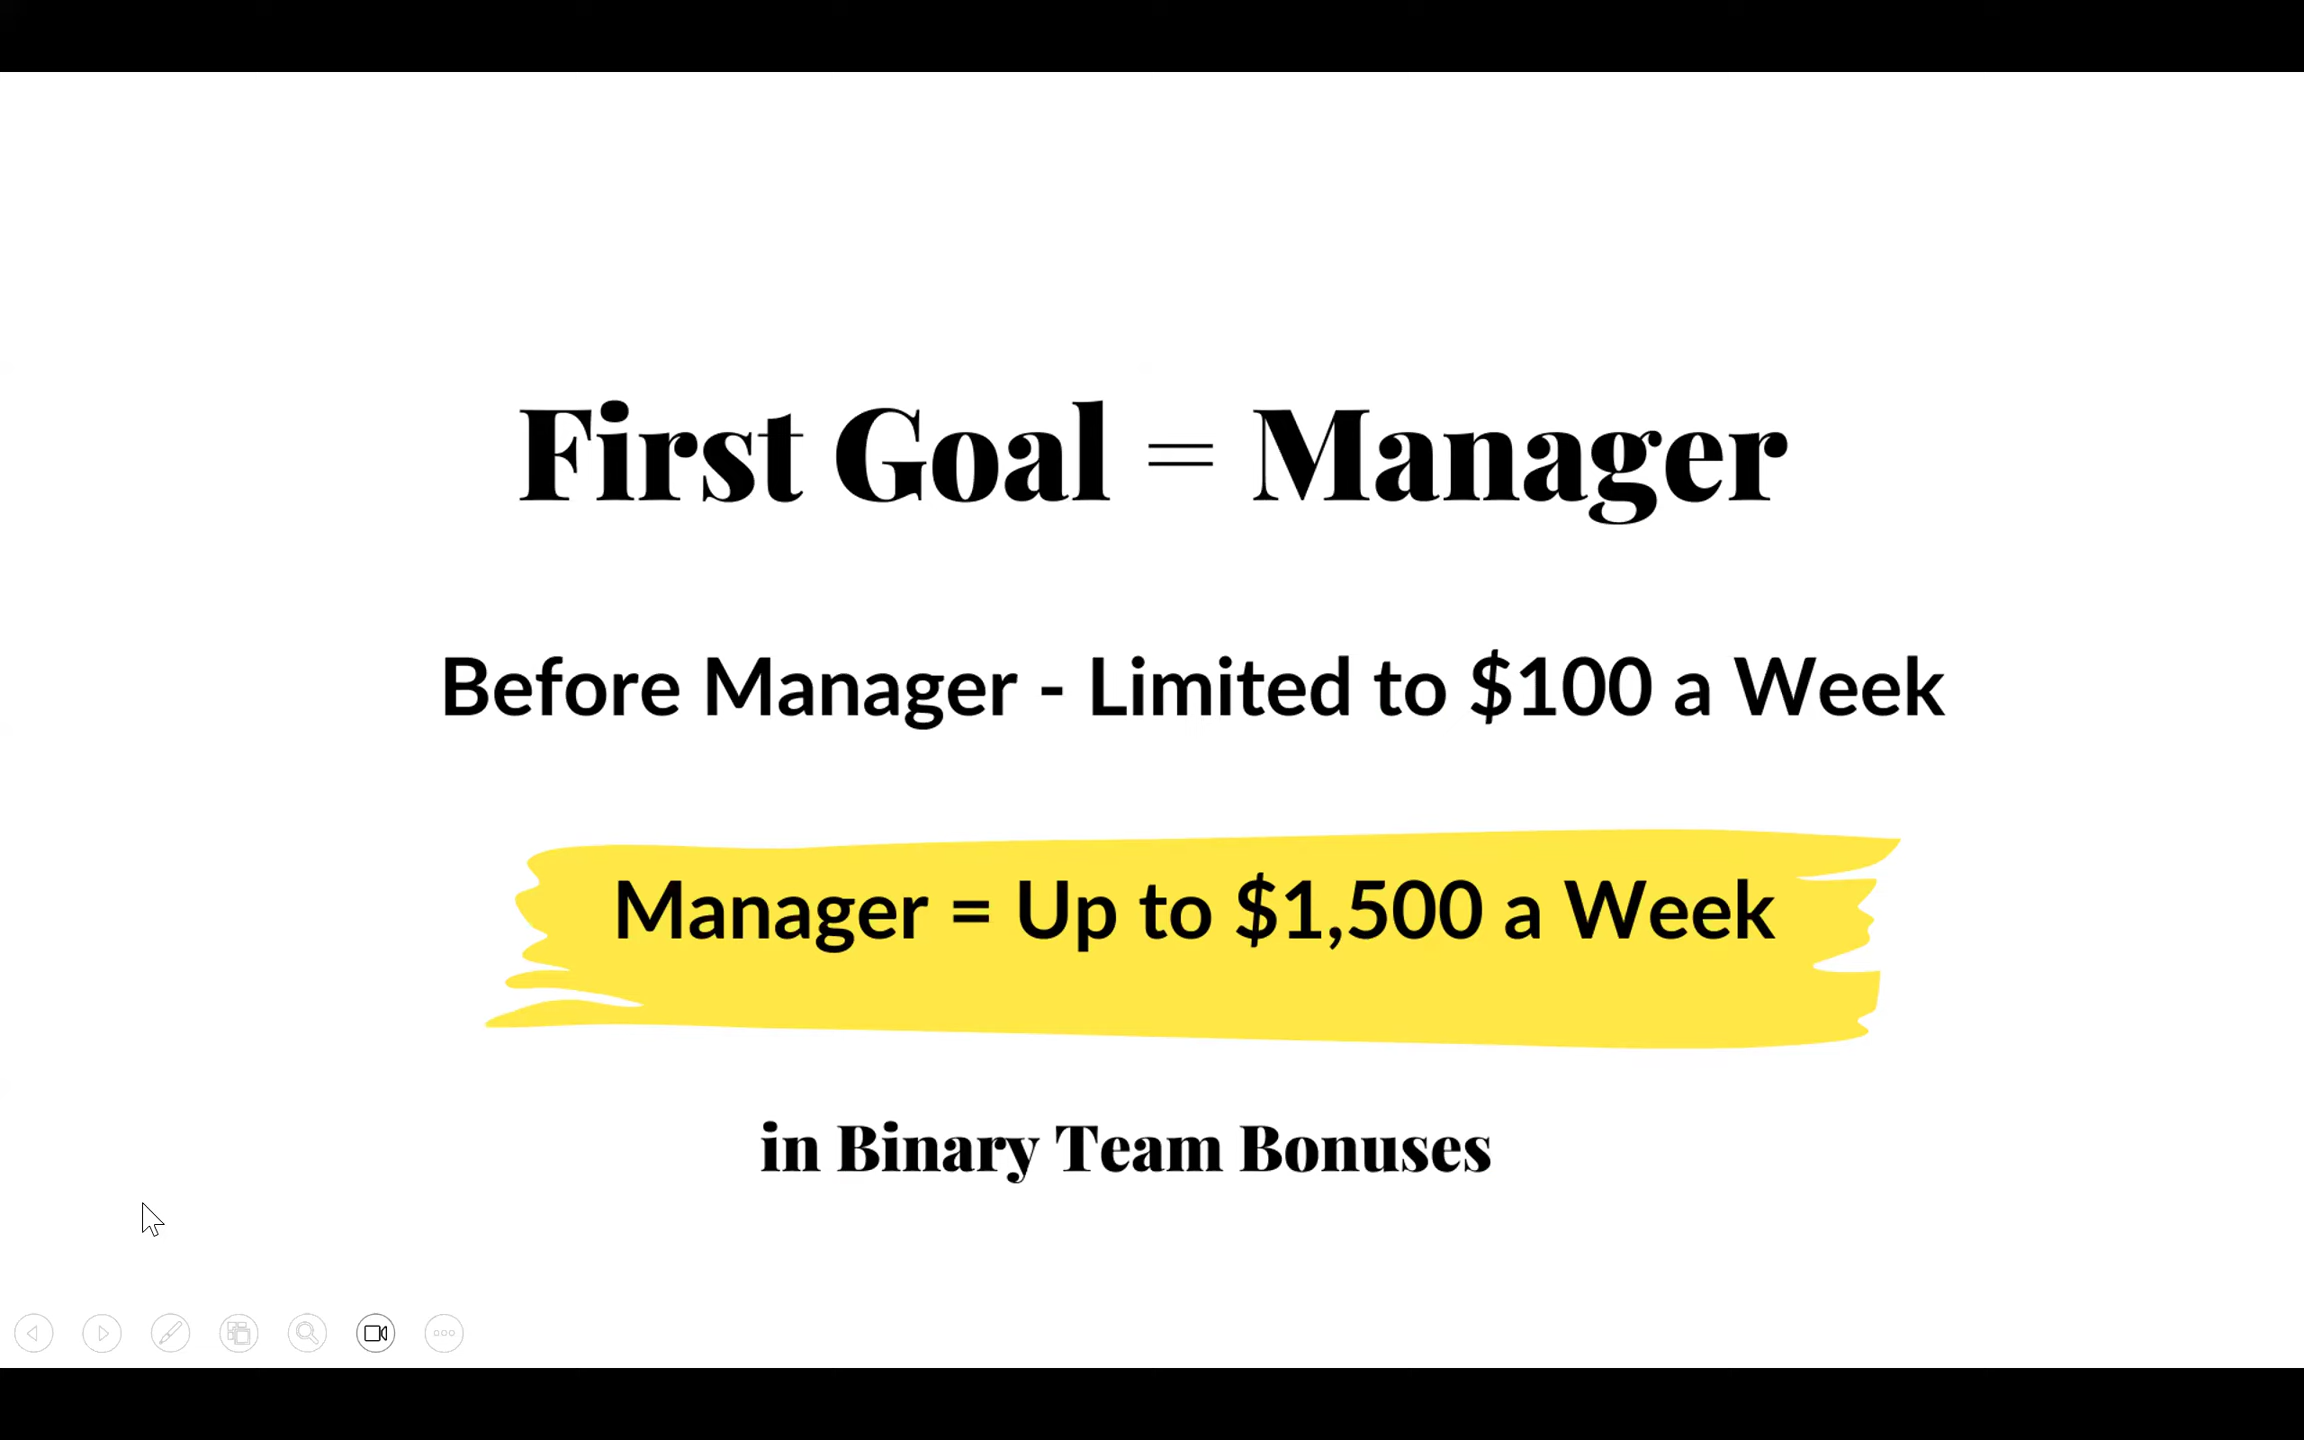 First Goal = Manager
Before Manager - Limited to $100 a Week
Manager = Up to $1,500 a Week
in Binary Team Bonuses